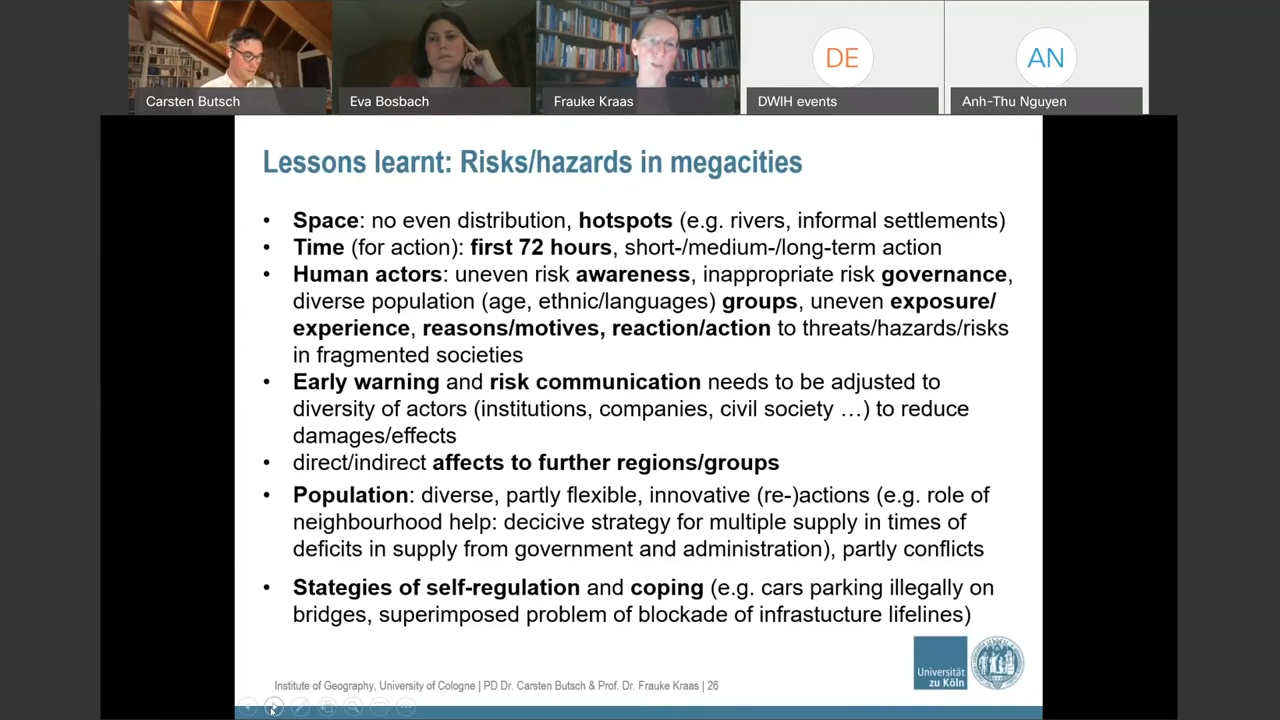 DE
AN
Carsten Butsch
Eva Bosbach
Frauke Kraas
DWIH events
Anh-Thu Nguyen
Lessons learnt: Risks/hazards in megacities
• Space: no even distribution, hotspots (e.g. rivers, informal settlements)
• Time (for action): first 72 hours, short-/medium-/long-term action
• Human actors: uneven risk awareness, inappropriate risk governance,
diverse population (age, ethnic/languages) groups, uneven exposure/
experience, reasons/motives, reaction/action to threats/hazards/risks
in fragmented societies
• Early warning and risk communication needs to be adjusted to
diversity of actors (institutions, companies, civil society …) to reduce
damages/effects
• direct/indirect affects to further regions/groups
• Population: diverse, partly flexible, innovative (re-)actions (e.g. role of
neighbourhood help: decicive strategy for multiple supply in times of
deficits in supply from government and administration), partly conflicts
• Stategies of self-regulation and coping (e.g. cars parking illegally on
bridges, superimposed problem of blockade of infrastucture lifelines)
Universität
zu Köln
Institute of Geography, University of Cologne | PD Dr. Carsten Butsch & Prof. Dr. Frauke Kraas | 26